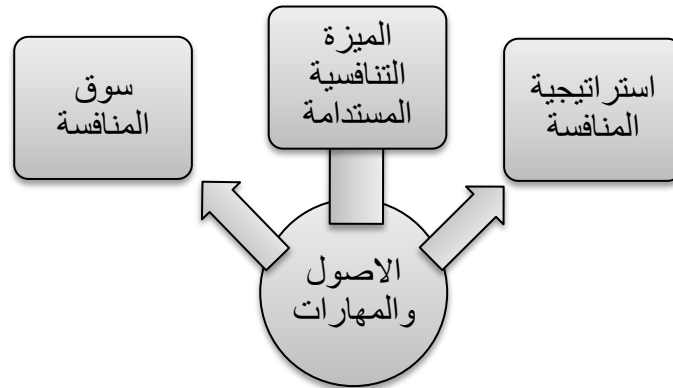 استراتيجية
المنافسة
الميزة
التنافسية
المستدامة
سوق
المنافسة
الاصول
والمهارات